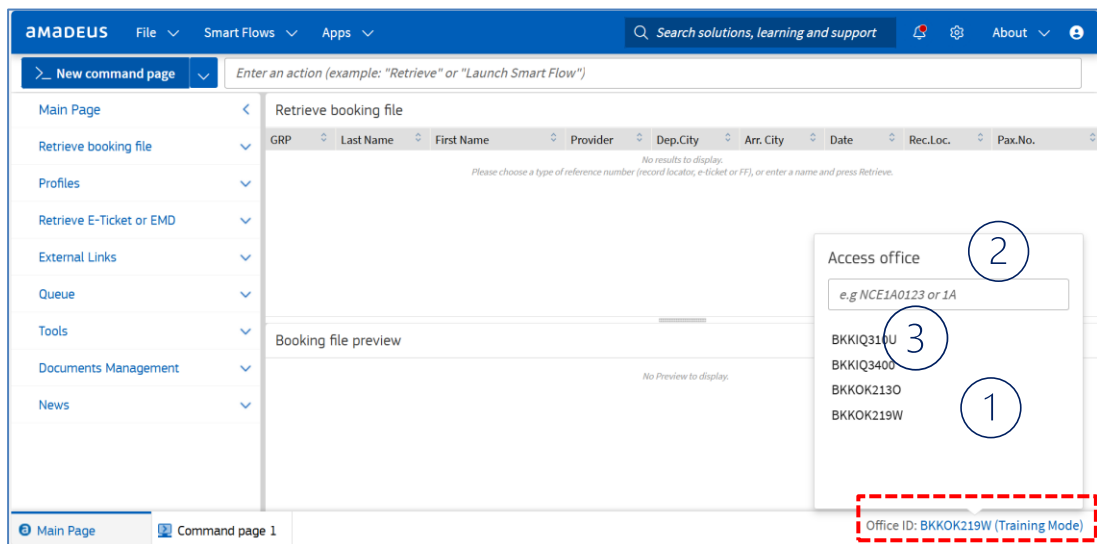 amadeus File Smart Flows Apps Search solutions, learning and support About
New command page Enter an action (example: "Retrieve" or "Launch Smart Flow")
Main Page
Retrieve booking file
Profiles
Retrieve E-Ticket or EMD
External Links
Queue
Tools
Documents Management
News
Retrieve booking file
GRP Last Name First Name Provider Dep.City Arr. City Date Rec.Loc. Pax.No.
No results to display.
Please choose a type of reference number (record locator, e-ticket or FF), or enter a name and press Retrieve.
Booking file preview
No Preview to display.
Access office 2
e.g NCE1A0123 or 1A
BKKIQ310U 3
BKKIQ3400
BKKOK213O
BKKOK219W 1
Main Page Command page 1 Office ID: BKKOK219W (Training Mode)